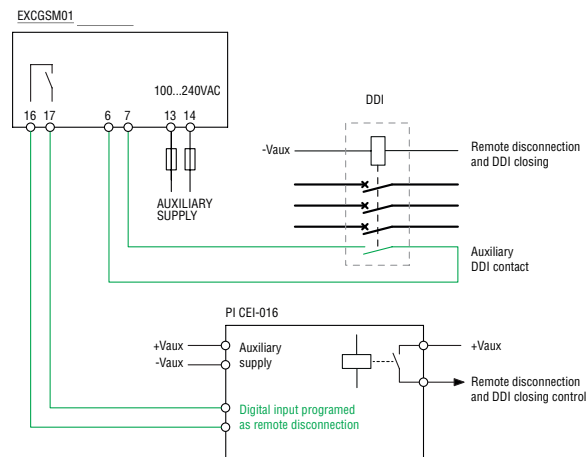 EXCGSM01
100...240VAC
16 17 6 7 13 14
AUXILIARY
SUPPLY
DDI
-Vaux
Remote disconnection
and DDI closing
Auxiliary
DDI contact
PI CEI-016
+Vaux
-Vaux
Auxiliary
supply
+Vaux
Remote disconnection
and DDI closing control
Digital input programed
as remote disconnection